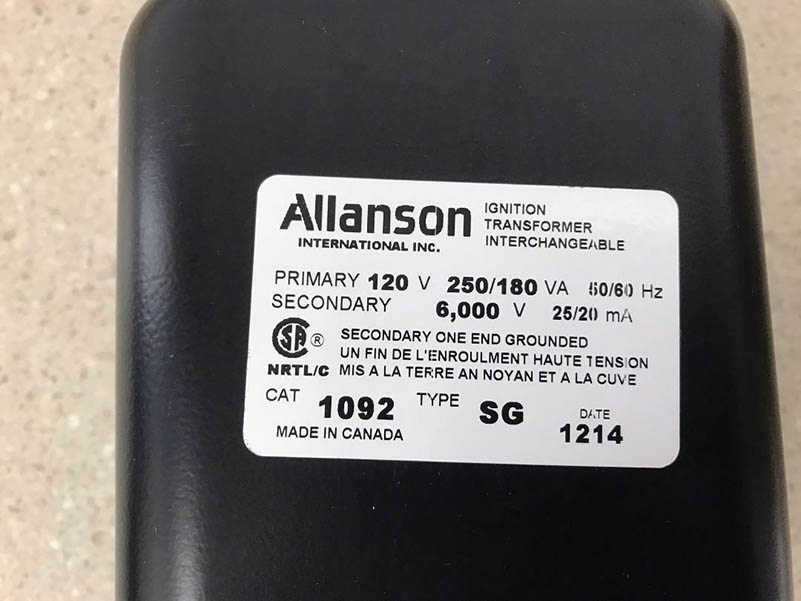 Allanson IGNITION
TRANSFORMER
INTERCHANGEABLE
INTERNATIONAL INC.
PRIMARY 120 V 250/180 VA 50/60 Hz
SECONDARY 6,000 V 25/20 mA
SA ® SECONDARY ONE END GROUNDED
UN FIN DE L'ENROULMENT HAUTE TENSION
NRTL/C MIS A LA TERRE AN NOYAN ET A LA CUVE
CAT 1092 TYPE SG DATE
MADE IN CANADA 1214